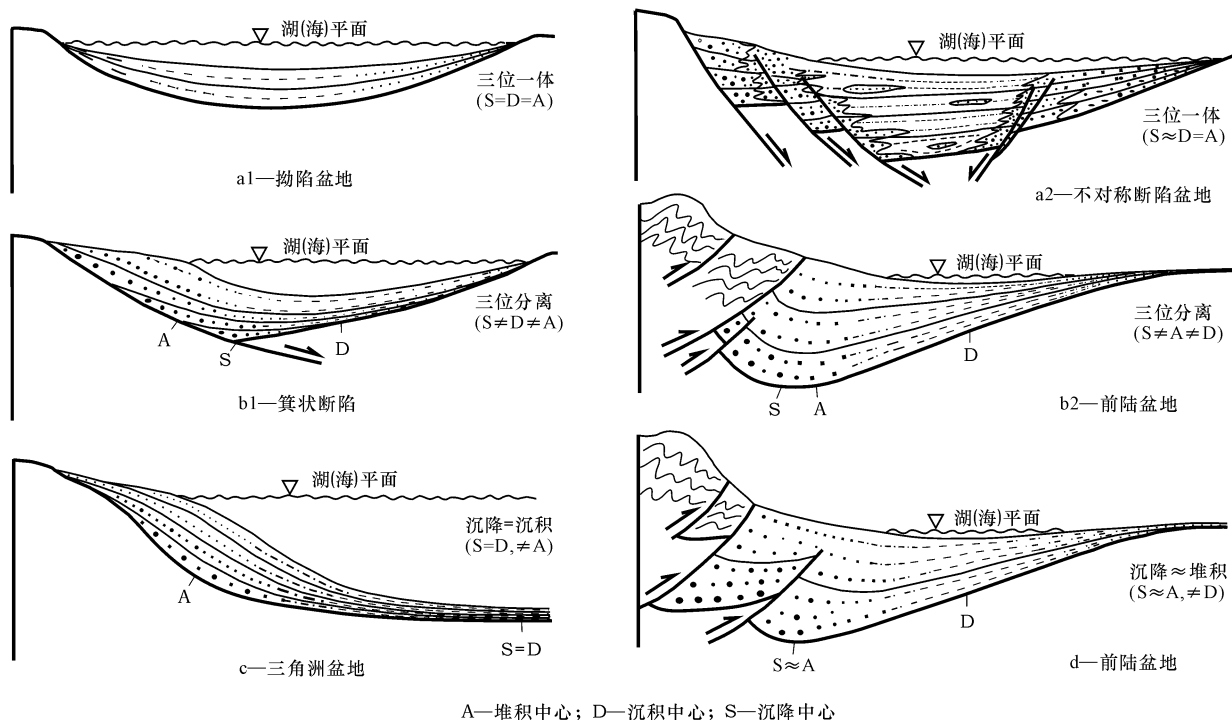 湖(海)平面
三位一体
(S=D=A)
a1—拗陷盆地
湖(海)平面
三位一体
(S≈D=A)
a2—不对称断陷盆地
湖(海)平面
三位分离
(S≠D≠A)
A
S
D
b1—箕状断陷
湖(海)平面
三位分离
(S≠A≠D)
D
S
A
b2—前陆盆地
湖(海)平面
沉降=沉积
(S=D,≠A)
A
S=D
c—三角洲盆地
湖(海)平面
沉降≈堆积
(S≈A,≠D)
D
S≈A
d—前陆盆地
A—堆积中心；D—沉积中心；S—沉降中心